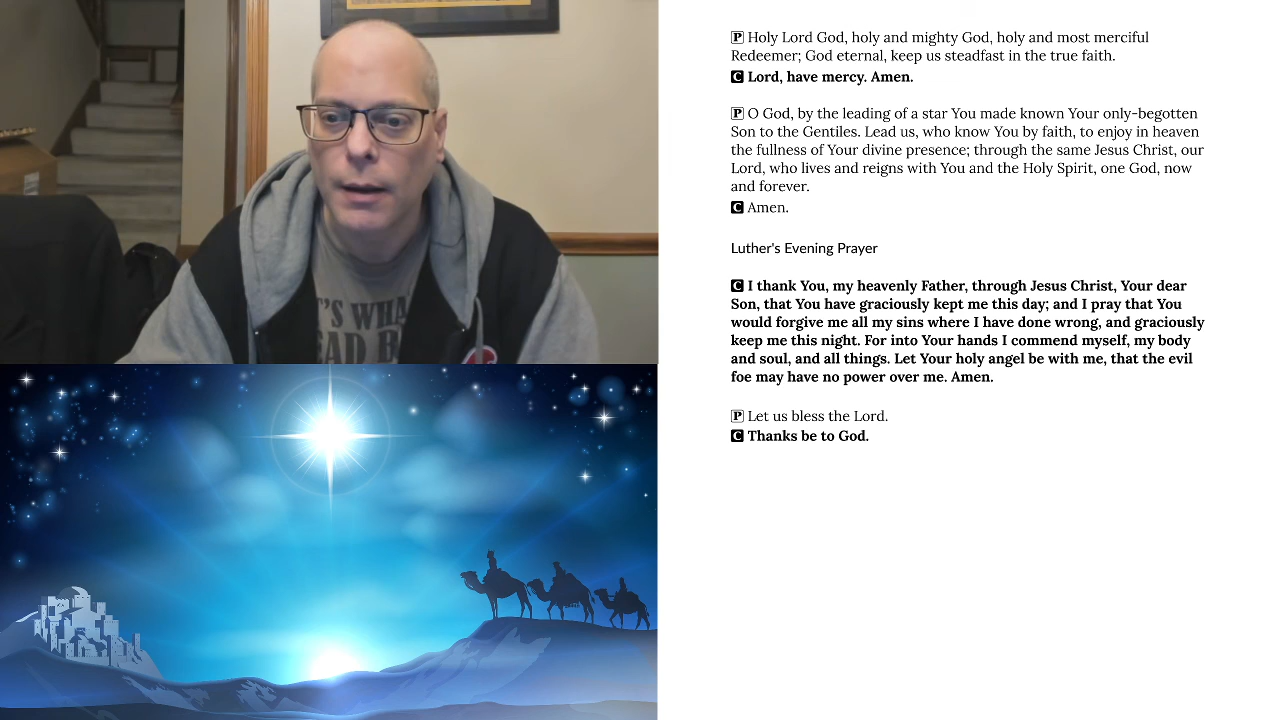 T'S WHA
EAD B
🄿 Holy Lord God, holy and mighty God, holy and most merciful
Redeemer; God eternal, keep us steadfast in the true faith.
🅲 Lord, have mercy. Amen.
🄿 O God, by the leading of a star You made known Your only-begotten
Son to the Gentiles. Lead us, who know You by faith, to enjoy in heaven
the fullness of Your divine presence; through the same Jesus Christ, our
Lord, who lives and reigns with You and the Holy Spirit, one God, now
and forever.
🅲 Amen.
Luther's Evening Prayer
🅲 I thank You, my heavenly Father, through Jesus Christ, Your dear
Son, that You have graciously kept me this day; and I pray that You
would forgive me all my sins where I have done wrong, and graciously
keep me this night. For into Your hands I commend myself, my body
and soul, and all things. Let Your holy angel be with me, that the evil
foe may have no power over me. Amen.
🄿 Let us bless the Lord.
🅲 Thanks be to God.